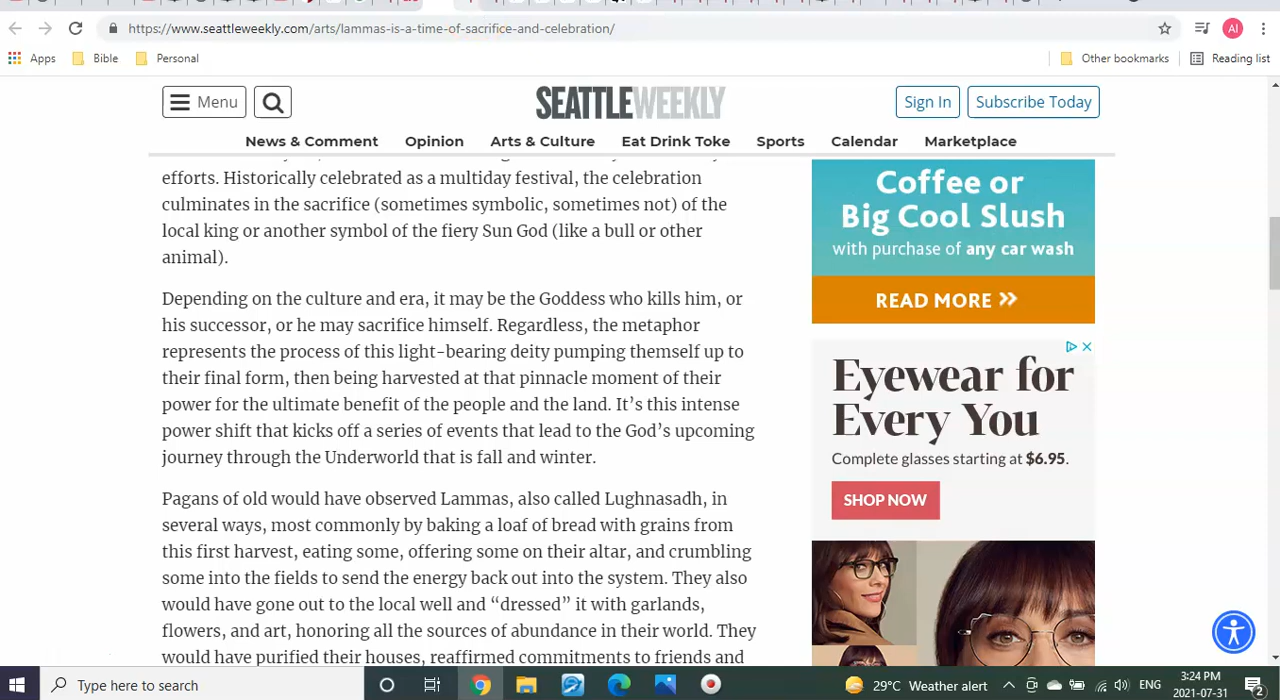 https://www.seattleweekly.com/arts/lammas-is-a-time-of-sacrifice-and-celebration/
Al
Apps
Bible
Personal
Other bookmarks
Reading list
Menu
SEATTLEWEEKLY
Sign In
Subscribe Today
News & Comment
Opinion
Arts & Culture
Eat Drink Toke
Sports
Calendar
Marketplace
efforts. Historically celebrated as a multiday festival, the celebration
culminates in the sacrifice (sometimes symbolic, sometimes not) of the
local king or another symbol of the fiery Sun God (like a bull or other
animal).
Depending on the culture and era, it may be the Goddess who kills him, or
his successor, or he may sacrifice himself. Regardless, the metaphor
represents the process of this light-bearing deity pumping themself up to
their final form, then being harvested at that pinnacle moment of their
power for the ultimate benefit of the people and the land. It’s this intense
power shift that kicks off a series of events that lead to the God’s upcoming
journey through the Underworld that is fall and winter.
Pagans of old would have observed Lammas, also called Lughnasadh, in
several ways, most commonly by baking a loaf of bread with grains from
this first harvest, eating some, offering some on their altar, and crumbling
some into the fields to send the energy back out into the system. They also
would have gone out to the local well and “dressed” it with garlands,
flowers, and art, honoring all the sources of abundance in their world. They
would have purified their houses, reaffirmed commitments to friends and
Coffee or
Big Cool Slush
with purchase of any car wash
READ MORE
Eyewear for
Every You
Complete glasses starting at $6.95.
SHOP NOW
Type here to search
29°C Weather alert
ENG
3:24 PM
2021-07-31
2